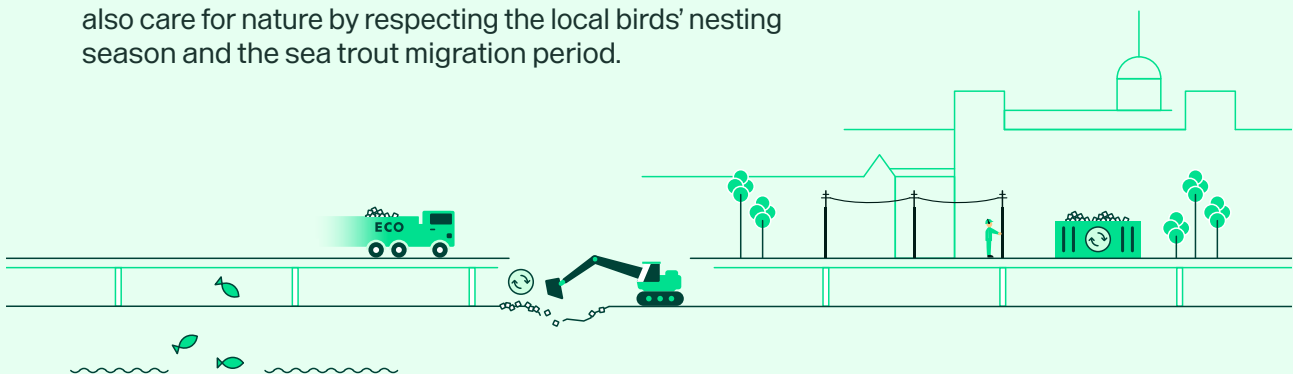 also care for nature by respecting the local birds’ nesting
season and the sea trout migration period.
ECO